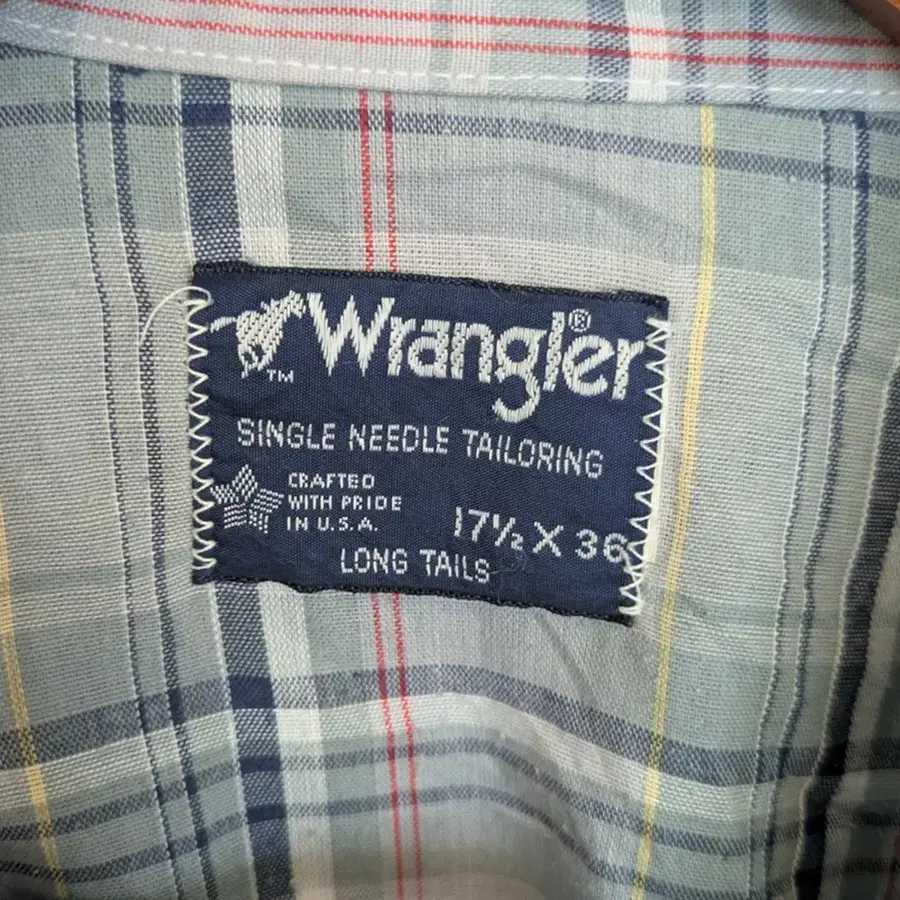 Wrangler®
TM
SINGLE NEEDLE TAILORING
CRAFTED
WITH PRIDE
IN U.S.A.
17½ X 36
LONG TAILS